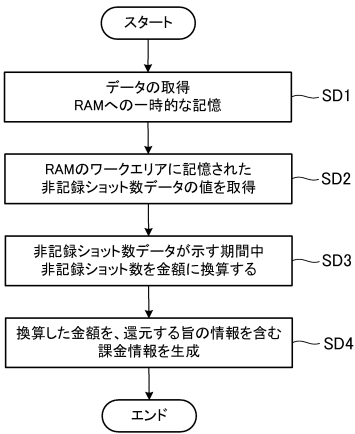 スタート
データの取得
RAMへの一時的な記憶
SD1
RAMのワークエリアに記憶された
非記録ショット数データの値を取得
SD2
非記録ショット数データが示す期間中
非記録ショット数を金額に換算する
SD3
換算した金額を、還元する旨の情報を含む
課金情報を生成
SD4
エンド